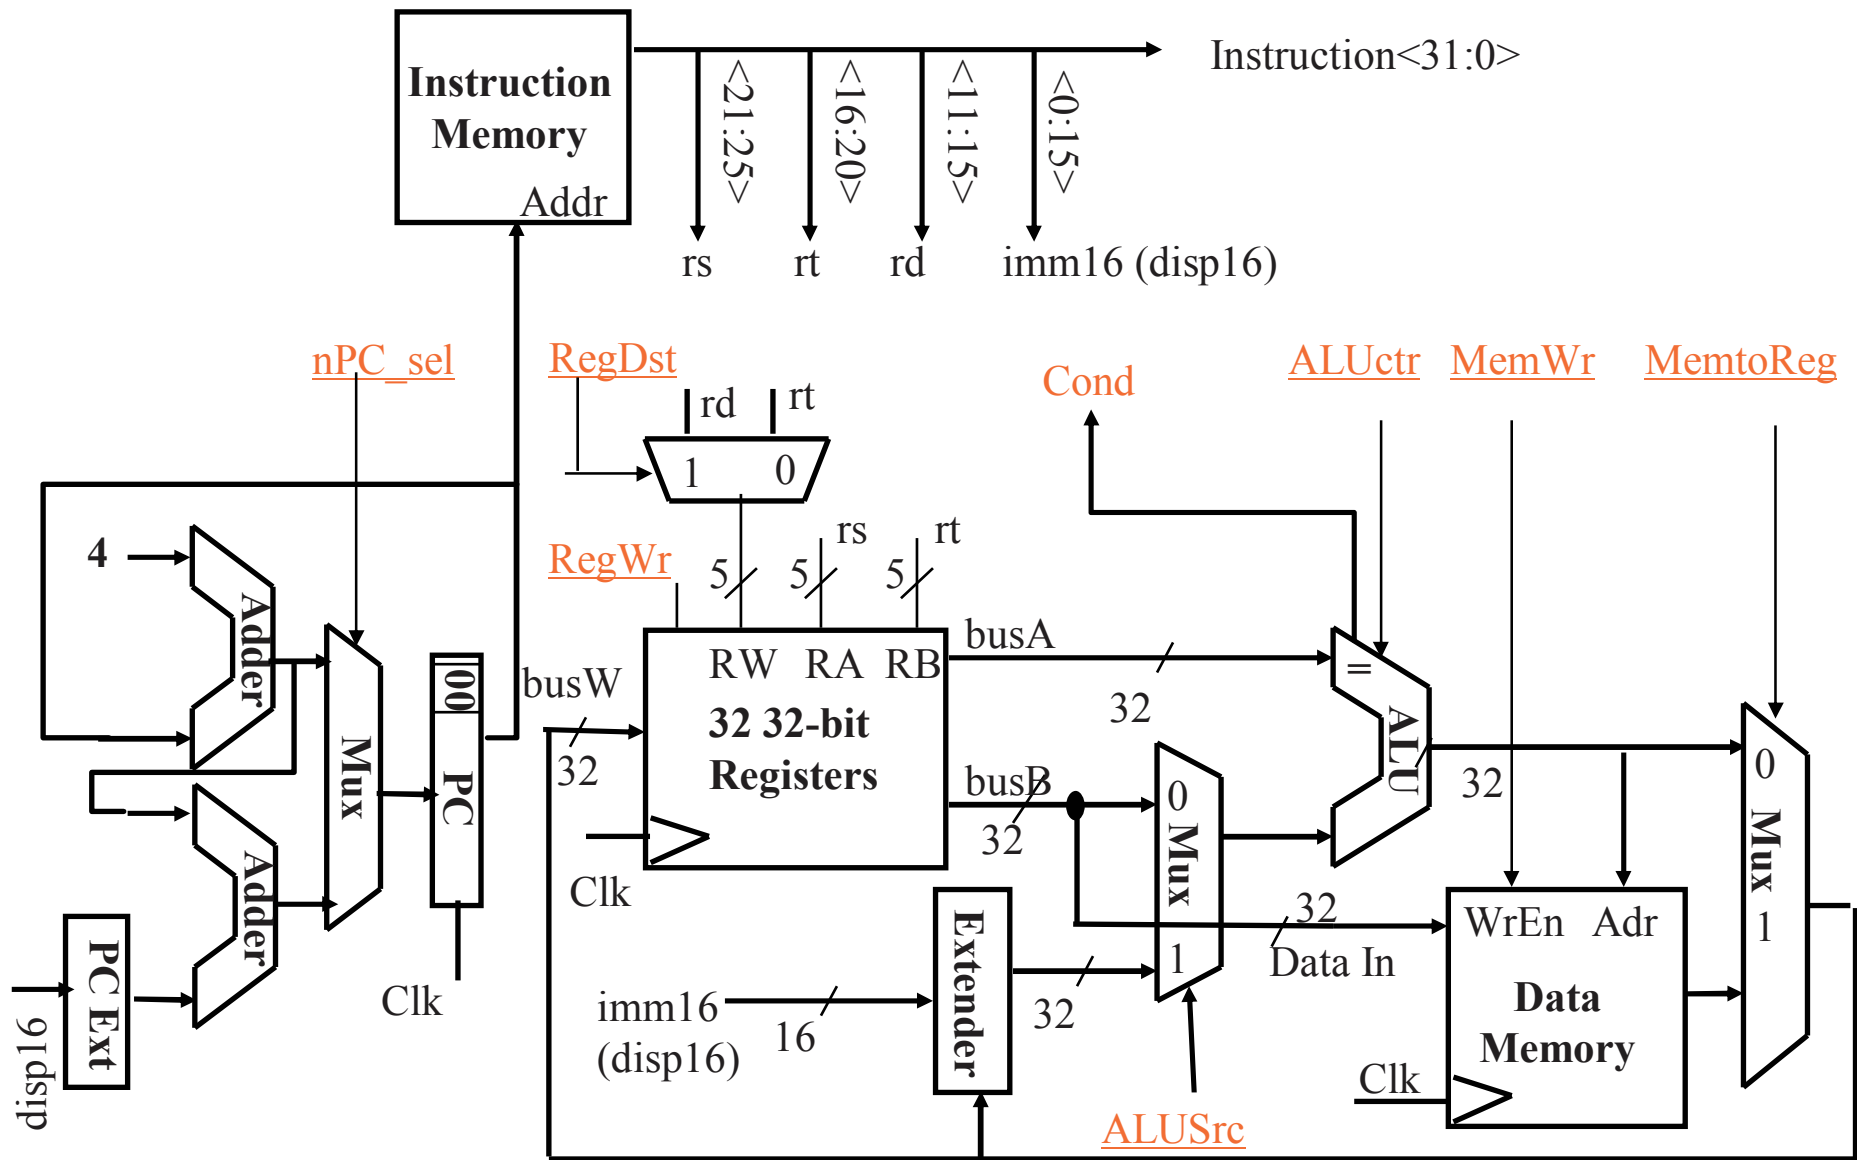 Instruction
Memory
Addr
Instruction<31:0>
<21:25>
<16:20>
<11:15>
<0:15>
rs
rt
rd
imm16 (disp16)
nPC_sel
RegDst
rd
rt
Cond
ALUctr
MemWr
MemtoReg
1
0
4
Adder
RegWr
5
5
rs
5
rt
busW
32
RW
RA
RB
32 32-bit
Registers
Clk
busA
32
busB
32
=
ALU
32
0
Mux
1
0
Mux
1
Mux
00
PC
Clk
Adder
PC Ext
disp16
imm16
(disp16)
16
Extender
32
32
Data In
WrEn
Adr
Data
Memory
Clk
ALUSrc